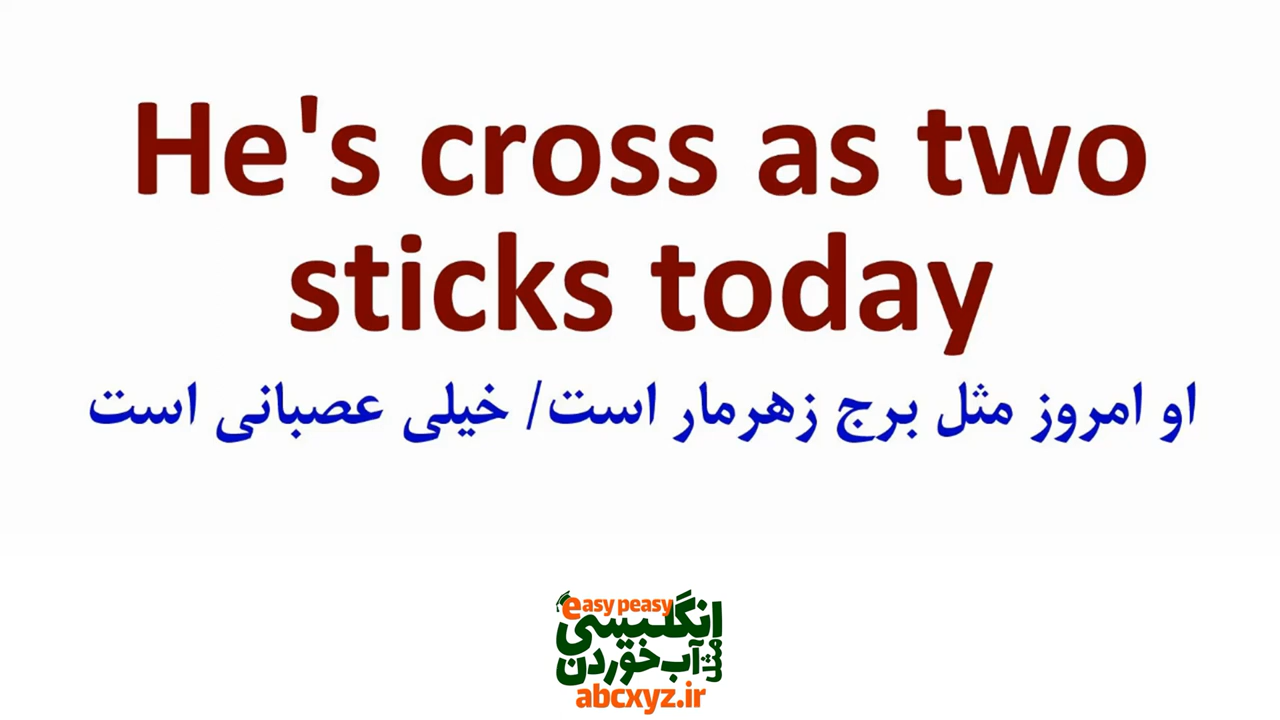 He's cross as two
sticks today
او امروز مثل برج زهرمار است/ خیلی عصبانی است
easy peasy
انگلیسی
مثل آب خوردن
abcxyz.ir